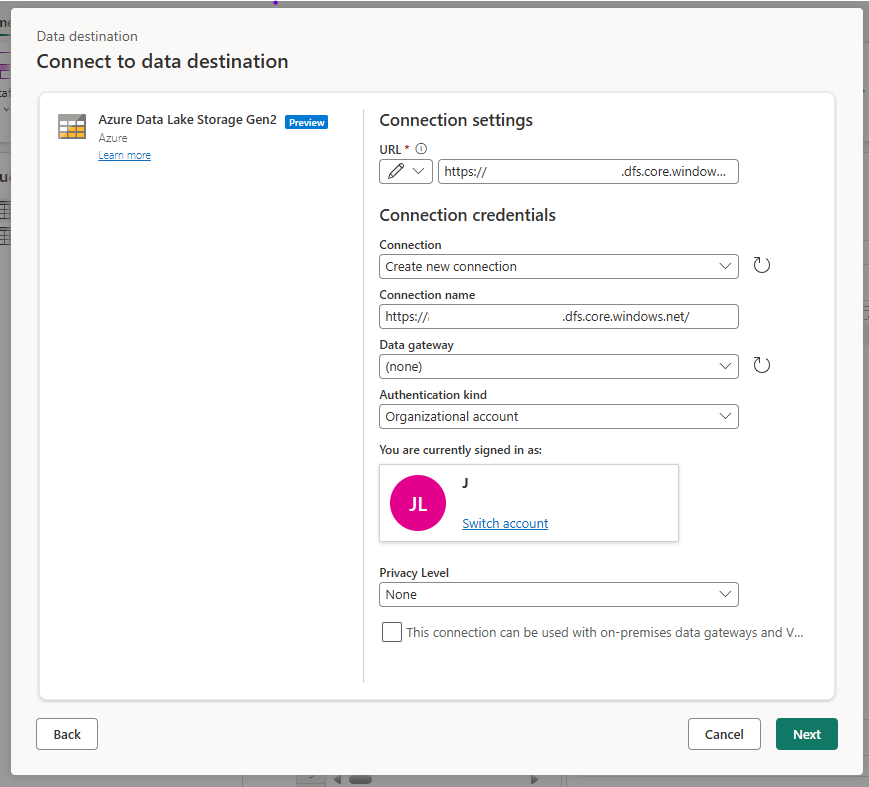 Data destination
Connect to data destination
Azure Data Lake Storage Gen2 Preview
Azure
Learn more
Connection settings
URL *
https:// .dfs.core.window...
Connection credentials
Connection
Create new connection
Connection name
https:// .dfs.core.windows.net/
Data gateway
(none)
Authentication kind
Organizational account
You are currently signed in as:
JL
J
Switch account
Privacy Level
None
This connection can be used with on-premises data gateways and V...
Back
Cancel
Next